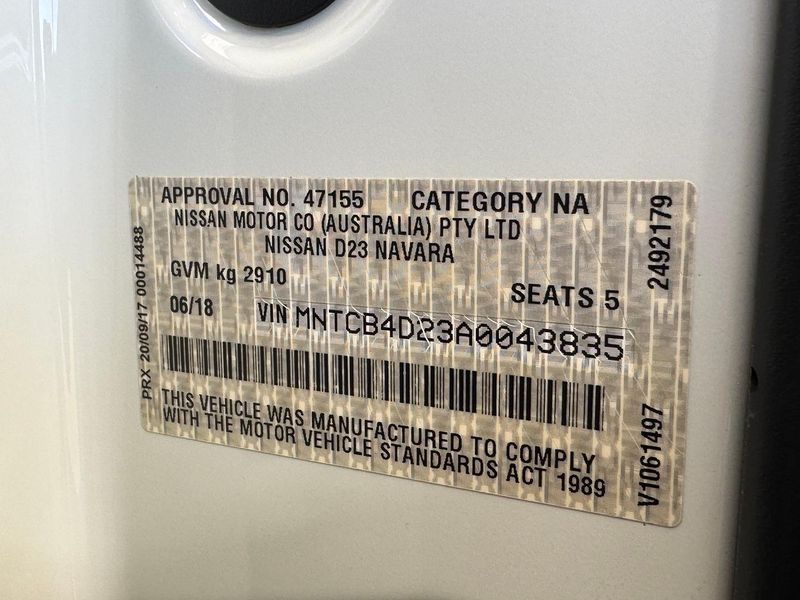 APPROVAL NO. 47155 CATEGORY NA
NISSAN MOTOR CO (AUSTRALIA) PTY LTD
NISSAN D23 NAVARA
GVM kg 2910
SEATS 5
06/18 VIN MNTCB4D23A0043835
THIS VEHICLE WAS MANUFACTURED TO COMPLY
WITH THE MOTOR VEHICLE STANDARDS ACT 1989
PRX 20/09/17 00014488
2492179
V1061497